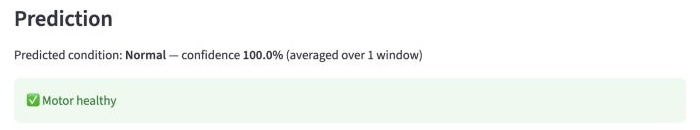 Prediction
Predicted condition: Normal — confidence 100.0% (averaged over 1 window)
✅ Motor healthy